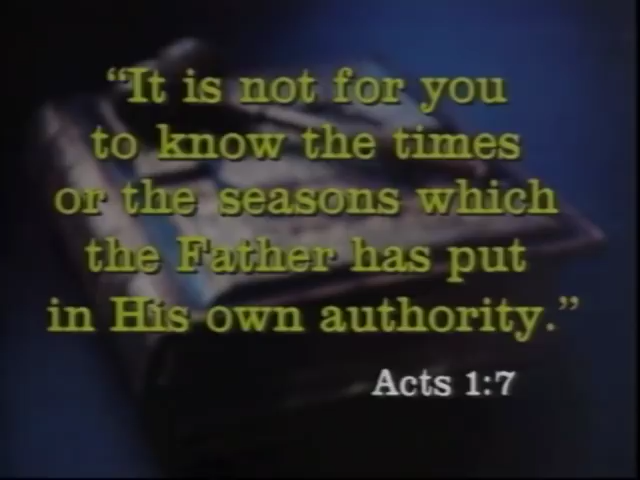 “It is not for you
to know the times
or the seasons which
the Father has put
in His own authority.”
Acts 1:7